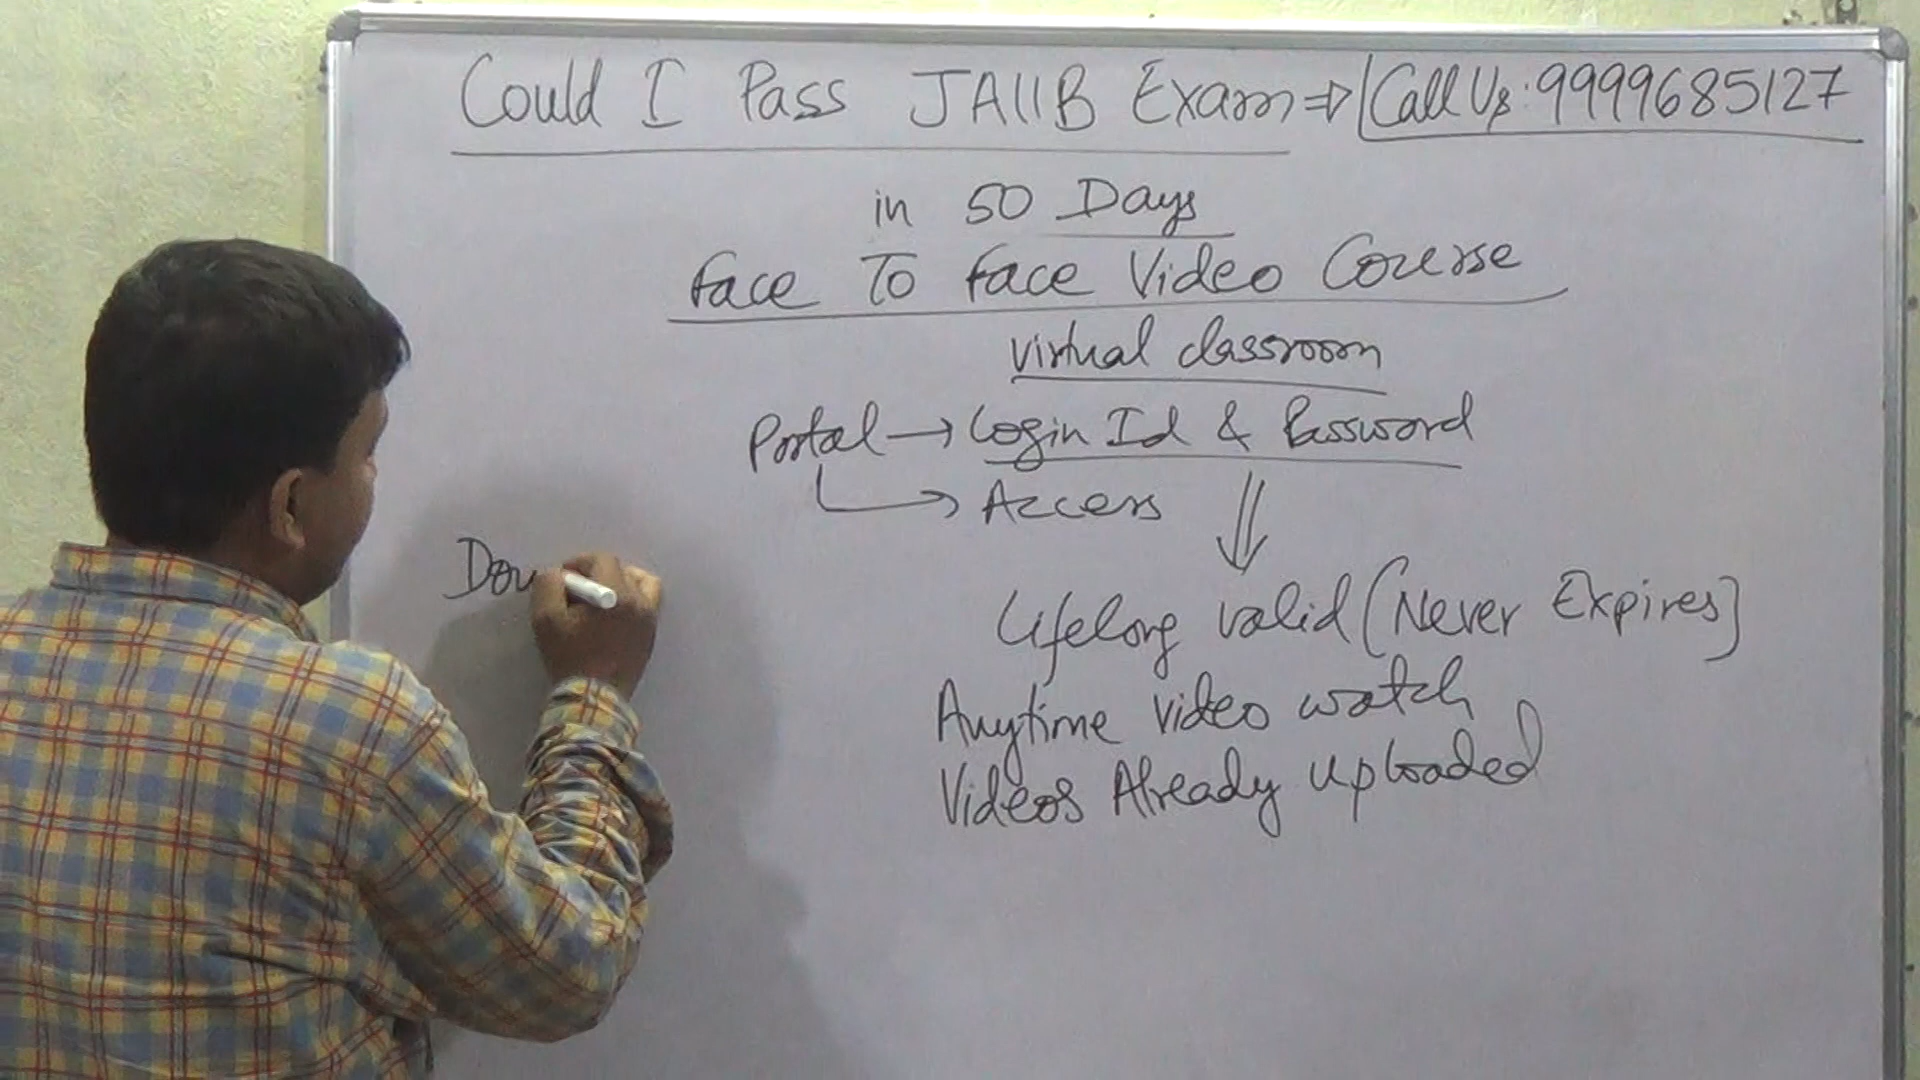 Could I Pass JAIIB Exam ⇒ Call Us: 9999685127
in 50 Days
Face To Face Video Course
Virtual classroom
Portal → Login Id & Password
→ Access
Lifelong valid (Never Expires)
Anytime video watch
Videos Already uploaded
Dou